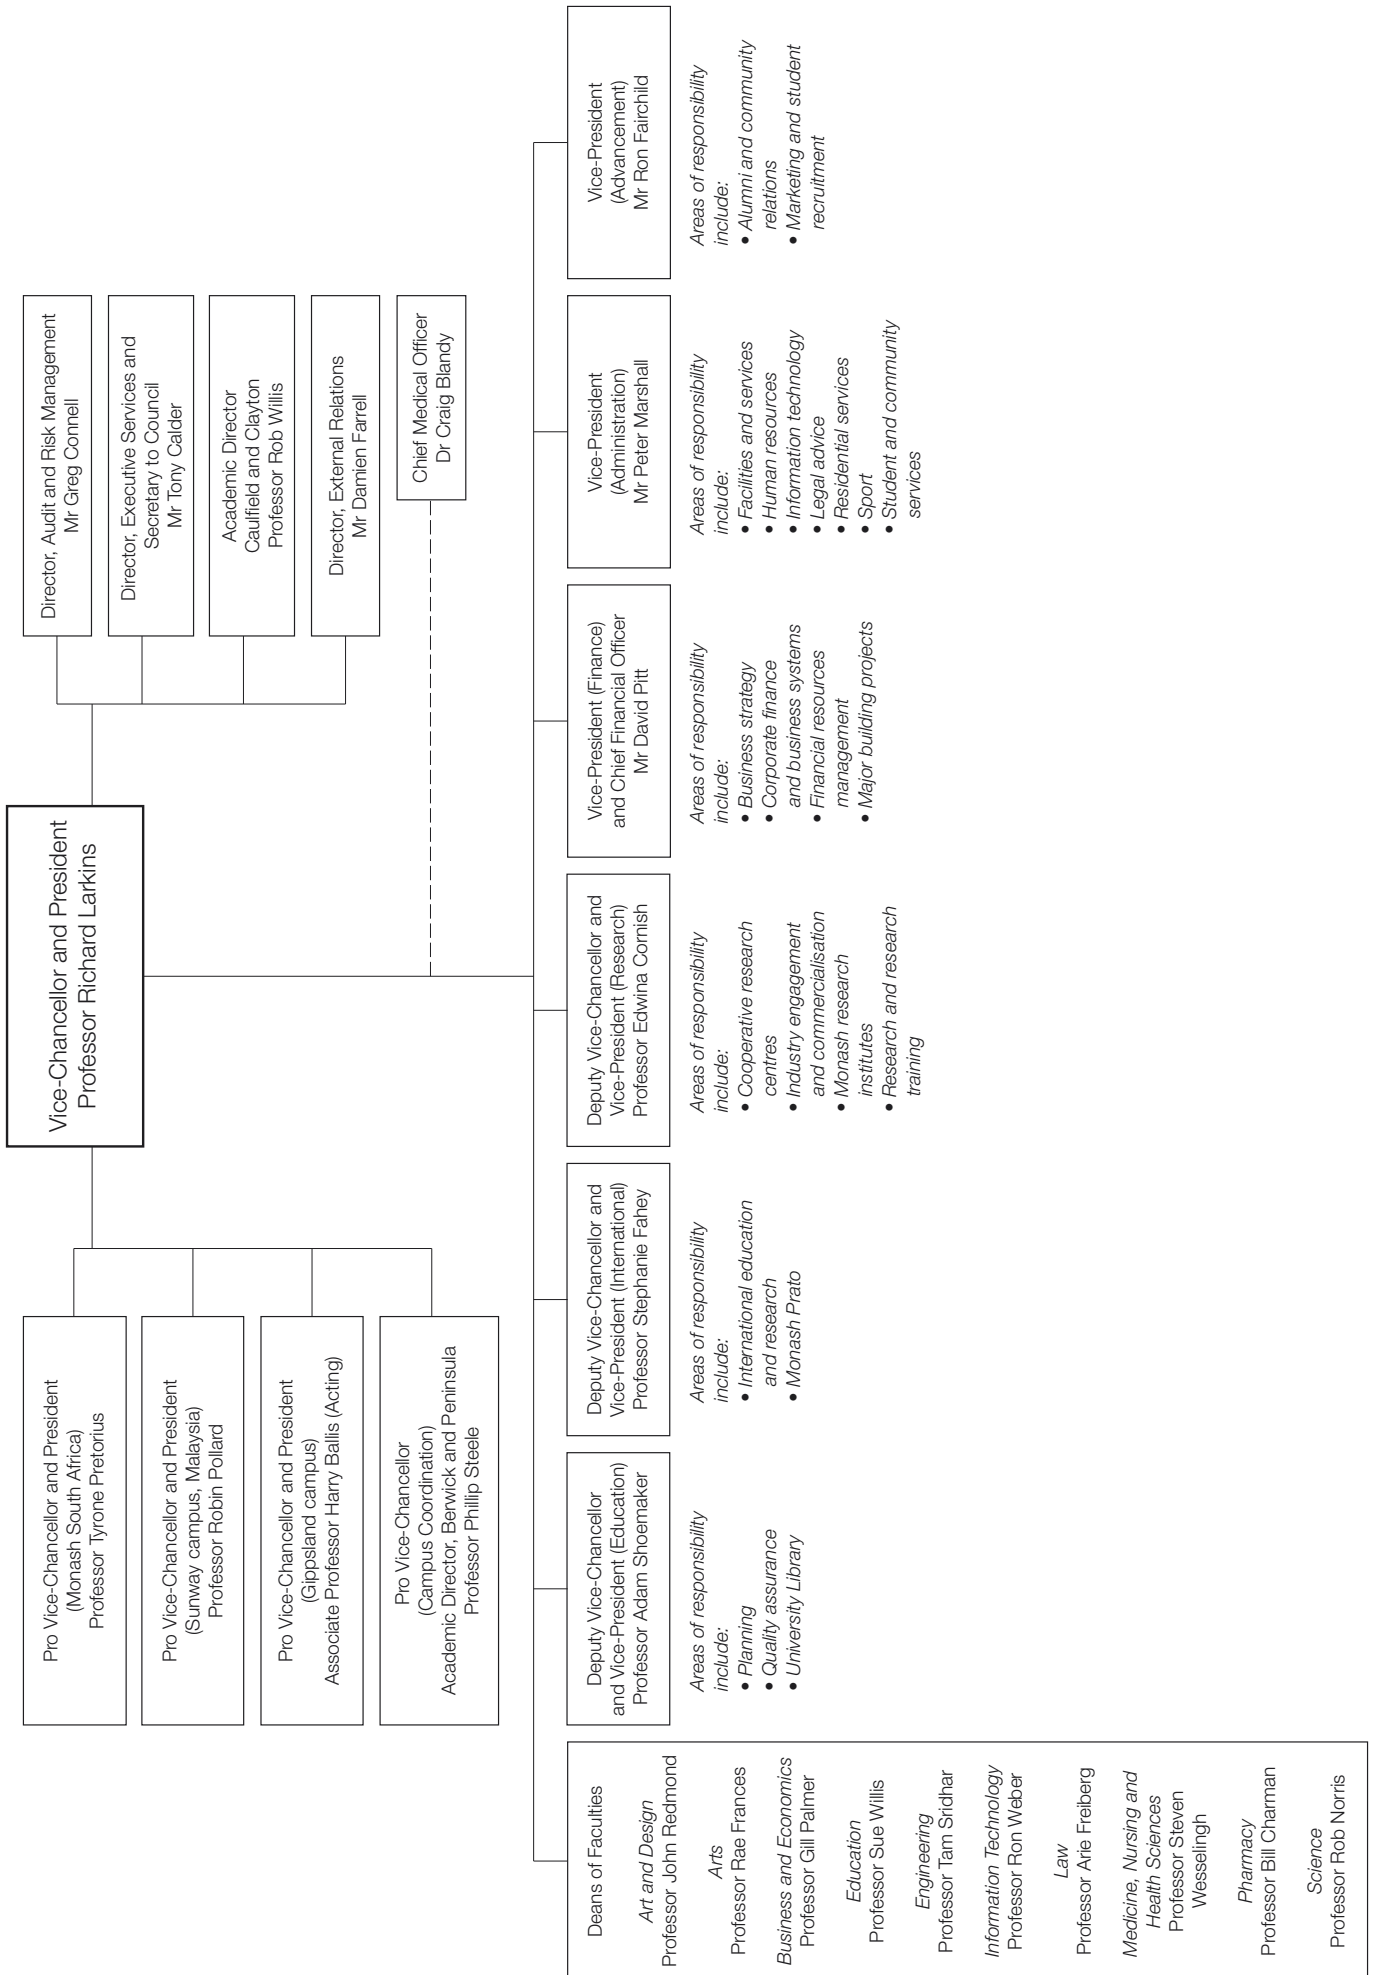 Vice-Chancellor and President
Professor Richard Larkins
Pro Vice-Chancellor and President
(Monash South Africa)
Professor Tyrone Pretorius
Pro Vice-Chancellor and President
(Sunway campus, Malaysia)
Professor Robin Pollard
Pro Vice-Chancellor and President
(Gippsland campus)
Associate Professor Harry Ballis (Acting)
Pro Vice-Chancellor
(Campus Coordination)
Academic Director, Berwick and Peninsula
Professor Phillip Steele
Director, Audit and Risk Management
Mr Greg Connell
Director, Executive Services and
Secretary to Council
Mr Tony Calder
Academic Director
Caulfield and Clayton
Professor Rob Willis
Director, External Relations
Mr Damien Farrell
Chief Medical Officer
Dr Craig Blandy
Deans of Faculties
Art and Design
Professor John Redmond
Arts
Professor Rae Frances
Business and Economics
Professor Gill Palmer
Education
Professor Sue Willis
Engineering
Professor Tam Sridhar
Information Technology
Professor Ron Weber
Law
Professor Arie Freiberg
Medicine, Nursing and
Health Sciences
Professor Steven
Wesselingh
Pharmacy
Professor Bill Charman
Science
Professor Rob Norris
Deputy Vice-Chancellor
and Vice-President (Education)
Professor Adam Shoemaker
Areas of responsibility
include:
• Planning
• Quality assurance
• University Library
Deputy Vice-Chancellor and
Vice-President (International)
Professor Stephanie Fahey
Areas of responsibility
include:
• International education
and research
• Monash Prato
Deputy Vice-Chancellor and
Vice-President (Research)
Professor Edwina Cornish
Areas of responsibility
include:
• Cooperative research
centres
• Industry engagement
and commercialisation
• Monash research
institutes
• Research and research
training
Vice-President (Finance)
and Chief Financial Officer
Mr David Pitt
Areas of responsibility
include:
• Business strategy
• Corporate finance
and business systems
• Financial resources
management
• Major building projects
Vice-President
(Administration)
Mr Peter Marshall
Areas of responsibility
include:
• Facilities and services
• Human resources
• Information technology
• Legal advice
• Residential services
• Sport
• Student and community
services
Vice-President
(Advancement)
Mr Ron Fairchild
Areas of responsibility
include:
• Alumni and community
relations
• Marketing and student
recruitment